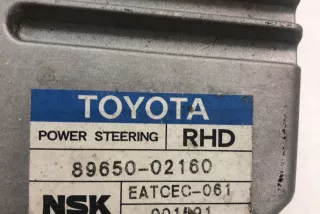 TOYOTA
POWER STEERING RHD
89650-02160
NSK EATCEC-061